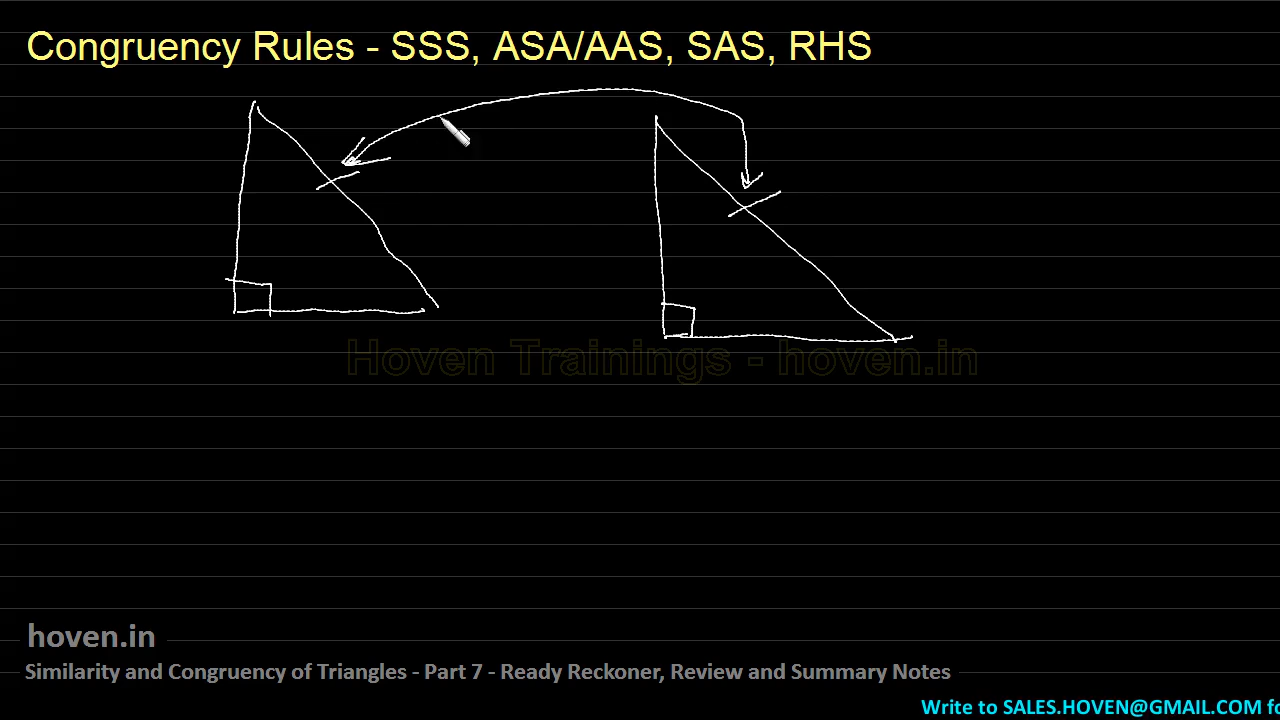 Congruency Rules - SSS, ASA/AAS, SAS, RHS
Hoven Trainings - hoven.in
hoven.in
Similarity and Congruency of Triangles - Part 7 - Ready Reckoner, Review and Summary Notes
Write to SALES.HOVEN@GMAIL.COM fo